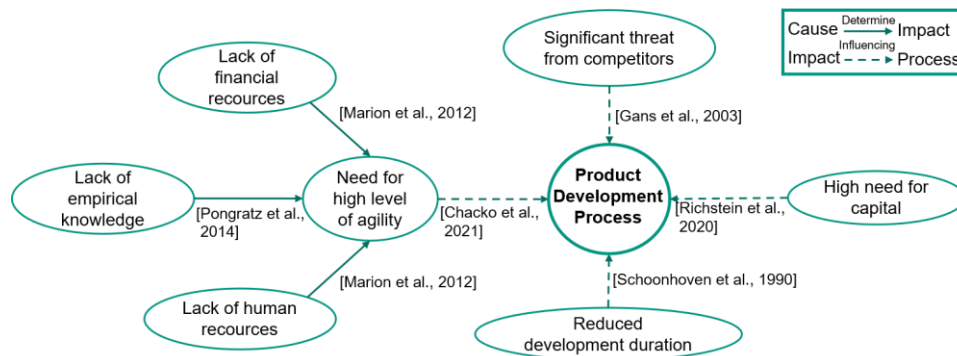 Lack of
financial
recources
[Marion et al., 2012]
Lack of
empirical
knowledge
[Pongratz et al.,
2014]
Need for
high level
of agility
Lack of human
recources
[Marion et al., 2012]
[Chacko et al.,
2021]
Significant threat
from competitors
[Gans et al., 2003]
Product
Development
Process
[Richstein et al.,
2020]
High need for
capital
[Schoonhoven et al., 1990]
Reduced
development duration
Cause Determine Impact
Impact Influencing Process